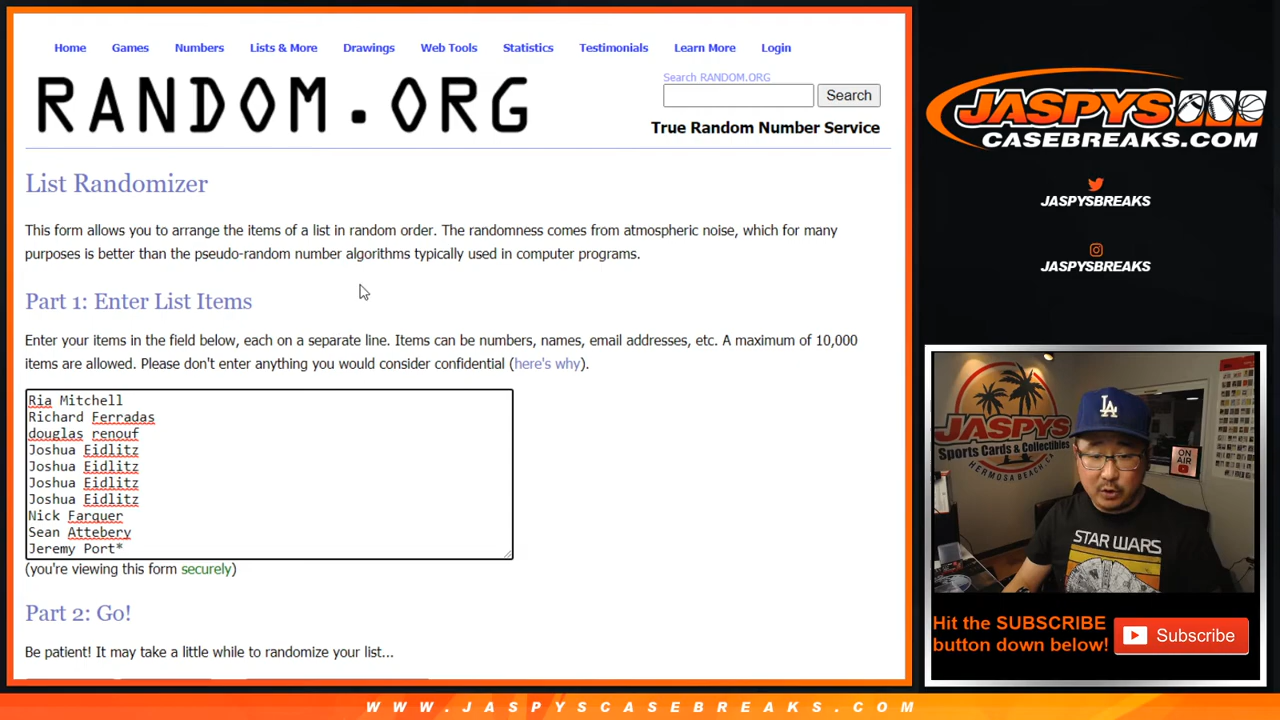 Home Games Numbers Lists & More Drawings Web Tools Statistics Testimonials Learn More Login
RANDOM.ORG
Search RANDOM.ORG
Search
True Random Number Service
List Randomizer
This form allows you to arrange the items of a list in random order. The randomness comes from atmospheric noise, which for many
purposes is better than the pseudo-random number algorithms typically used in computer programs.
Part 1: Enter List Items
Enter your items in the field below, each on a separate line. Items can be numbers, names, email addresses, etc. A maximum of 10,000
items are allowed. Please don't enter anything you would consider confidential (here's why).
Ria Mitchell
Richard Ferradas
douglas renouf
Joshua Eidlitz
Joshua Eidlitz
Joshua Eidlitz
Joshua Eidlitz
Nick Farquer
Sean Attebery
Jeremy Port*
(you're viewing this form securely)
Part 2: Go!
Be patient! It may take a little while to randomize your list...
JASPYS
CASEBREAKS.COM
JASPYSBREAKS
JASPYSBREAKS
JASPYS
Sports Cards & Collectibles
HERMOSA BEACH, CA
ON
AIR
LA
STAR WARS
Hit the SUBSCRIBE
button down below!
Subscribe
WWW.JASPYSCASEBREAKS.COM